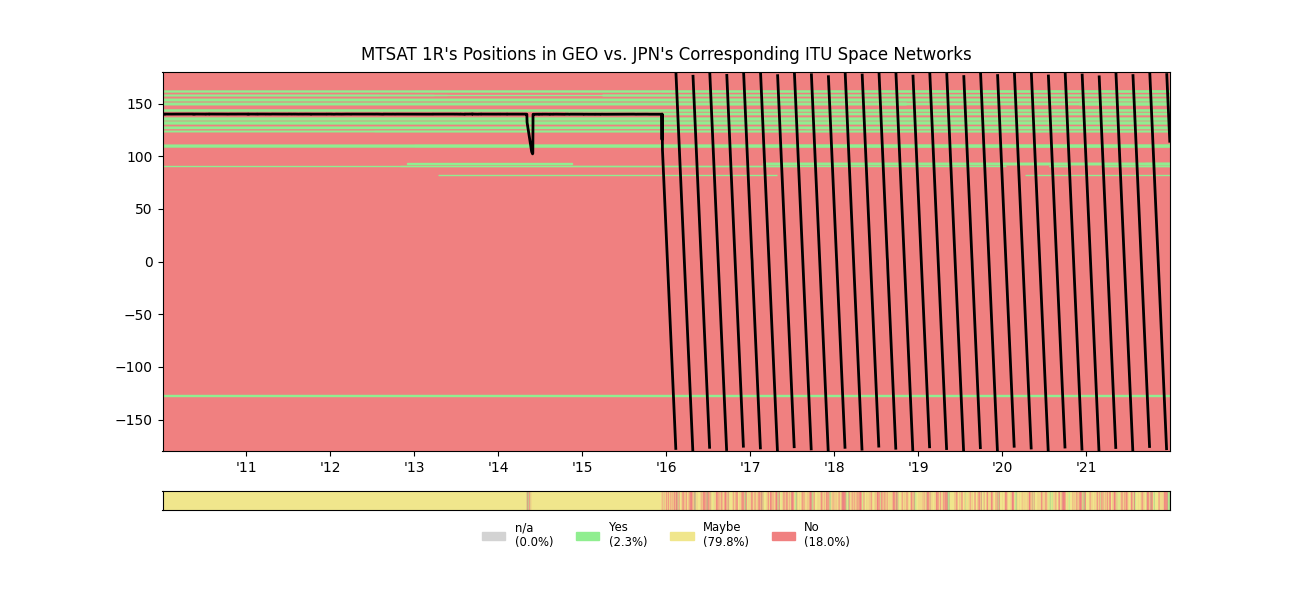 MTSAT 1R's Positions in GEO vs. JPN's Corresponding ITU Space Networks
150
100
50
0
−50
−100
−150
'11 '12 '13 '14 '15 '16 '17 '18 '19 '20 '21
n/a Yes Maybe No
(0.0%) (2.3%) (79.8%) (18.0%)